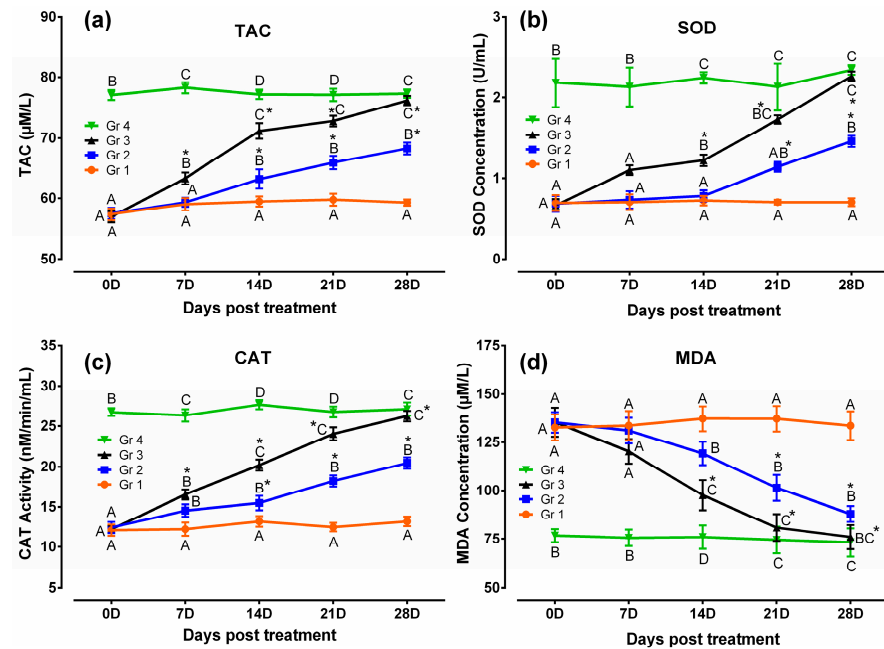 (a)
TAC
90
80
70
60
50
TAC (µM/L)
Gr 4
Gr 3
Gr 2
Gr 1
B
C
D
D
C
*
B
C*
*C
C*
A
*
B
*
B
B*
A
A
A
A
A
A
A
0D
7D
14D
21D
28D
Days post treatment
(b)
SOD
3
2
1
0
SOD Concentration (U/mL)
Gr 4
Gr 3
Gr 2
Gr 1
B
B
C
C
C
A
*
B
*
BC
C
*
A
A
AB*
*
B
A
A
A
A
A
A
A
0D
7D
14D
21D
28D
Days post treatment
(c)
CAT
35
30
25
20
15
10
5
CAT Activity (nM/min/mL)
Gr 4
Gr 3
Gr 2
Gr 1
B
C
D
C
C
*
B
*
C
*C
C*
B
B*
*
B
*
B
A
A
A
A
A
A
A
0D
7D
14D
21D
28D
Days post treatment
(d)
MDA
175
150
125
100
75
50
MDA Concentration (µM/L)
Gr 4
Gr 3
Gr 2
Gr 1
A
A
A
A
A
A
A
A
A
B
*
B
*
B
*
C
C*
BC*
B
B
D
C
C
0D
7D
14D
21D
28D
Days post treatment